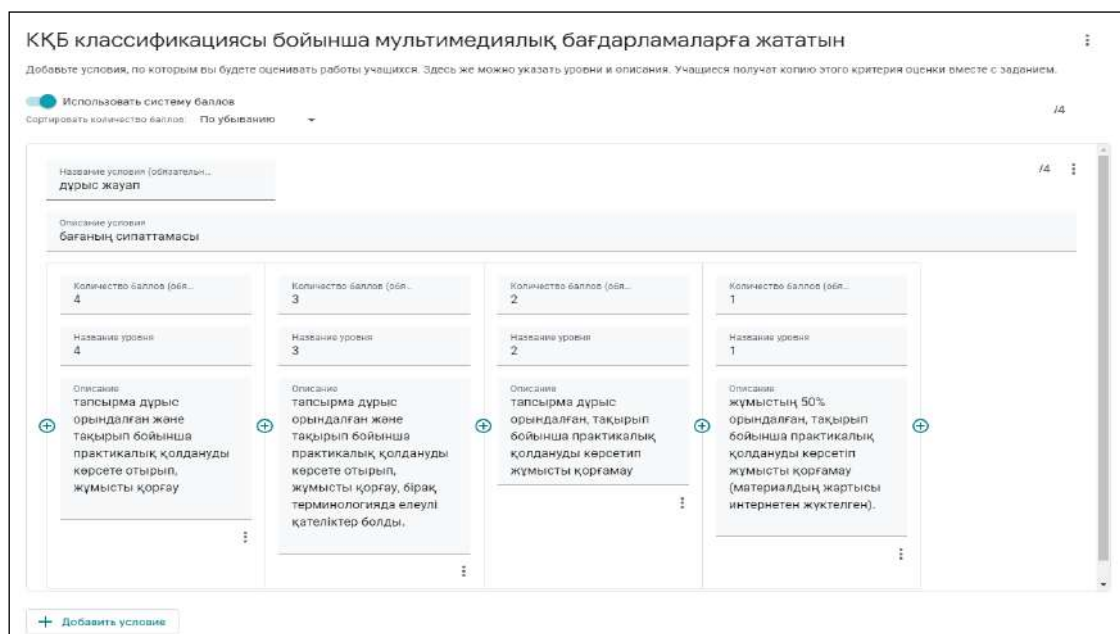 КҚБ классификациясы бойынша мультимедиялық бағдарламаларға жататын
Добавьте условия, по которым вы будете оценивать работы учащихся. Здесь же можно указать уровни и описания. Учащиеся получат копию этого критерия оценки вместе с заданием.
Использовать систему баллов
/4
Сортировать количество баллов: По убыванию
Название условия (обязательн...
/4
дұрыс жауап
Описание условия
бағаның сипаттамасы
Количество баллов (обя...
4
Название уровня
4
Описание
тапсырма дұрыс
орындалған және
тақырып бойынша
практикалық қолдануды
көрсете отырып,
жұмысты қорғау
Количество баллов (обя...
3
Название уровня
3
Описание
тапсырма дұрыс
орындалған және
тақырып бойынша
практикалық қолдануды
көрсете отырып,
жұмысты қорғау, бірақ
терминологияда елеулі
қателіктер болды.
Количество баллов (обя...
2
Название уровня
2
Описание
тапсырма дұрыс
орындалған, тақырып
бойынша практикалық
қолдануды көрсетип
жұмысты қорғамау
Количество баллов (обя...
1
Название уровня
1
Описание
жұмыстың 50%
орындалған, тақырып
бойынша практикалық
қолдануды көрсетіп
жұмысты қорғамау
(материалдың жартысы
интернетен жүктелген).
+ Добавить условие